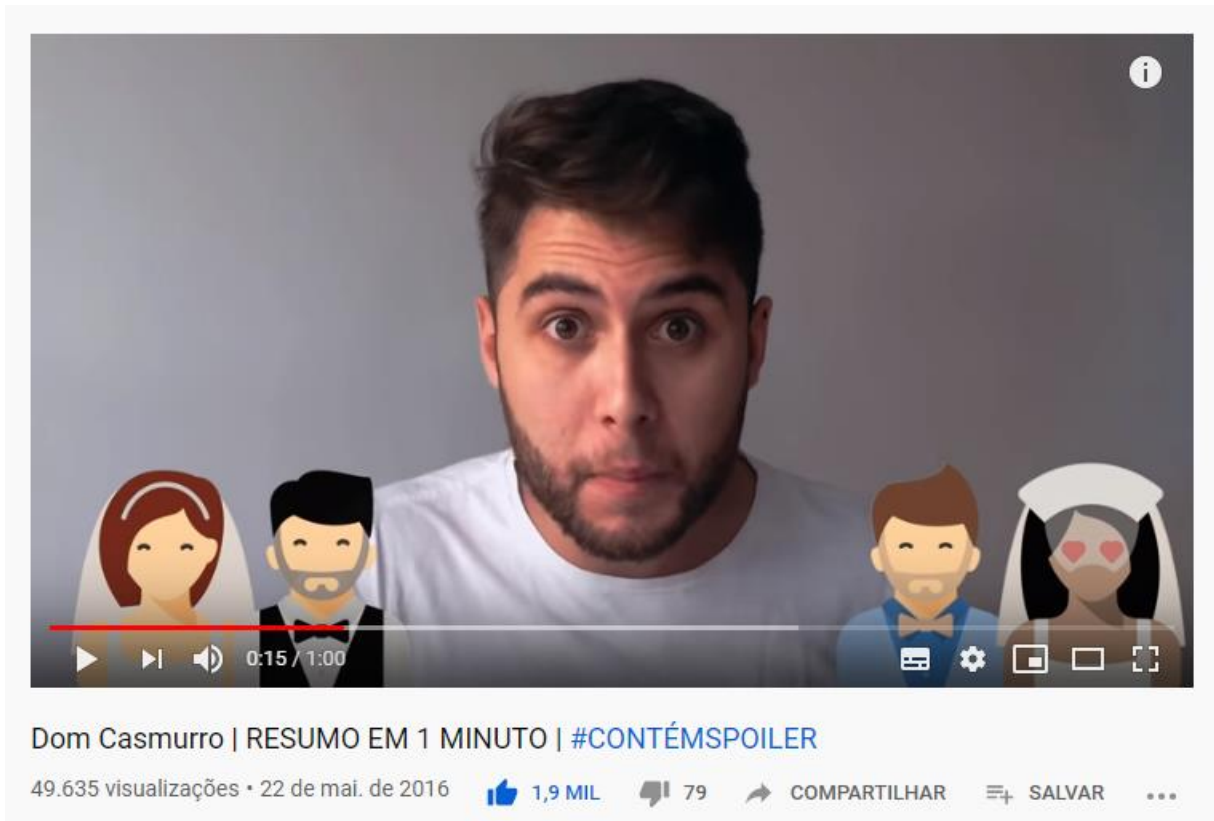 i
0:15 / 1:00
Dom Casmurro | RESUMO EM 1 MINUTO | #CONTÉMSPOILER
49.635 visualizações • 22 de mai. de 2016 1,9 MIL 79 COMPARTILHAR SALVAR